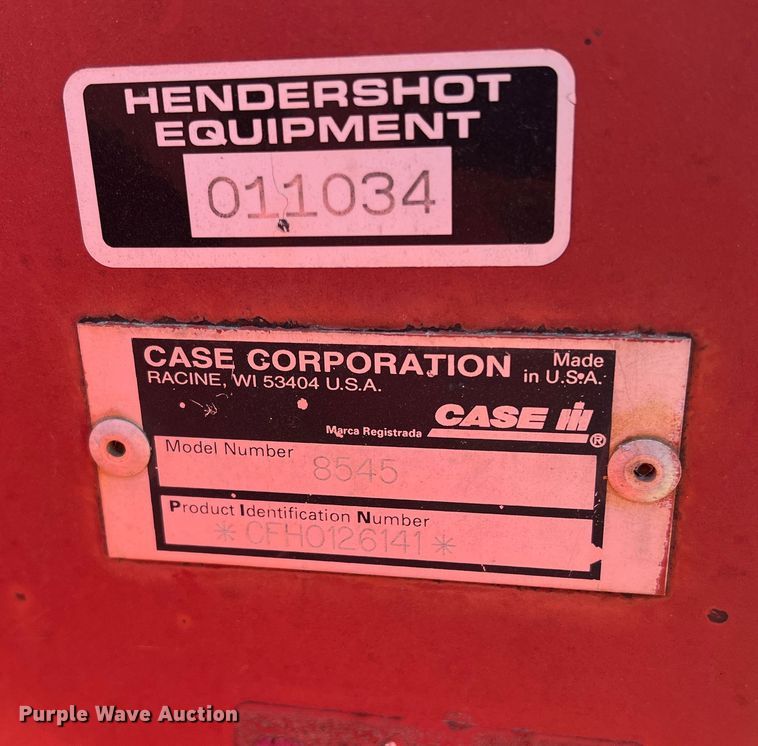 HENDERSHOT
EQUIPMENT
011034
CASE CORPORATION
RACINE, WI 53404 U.S.A.
Made
in U.S.A.
Marca Registrada
CASE IH ®
Model Number
8545
Product Identification Number
*CFH0126141*
Purple Wave Auction